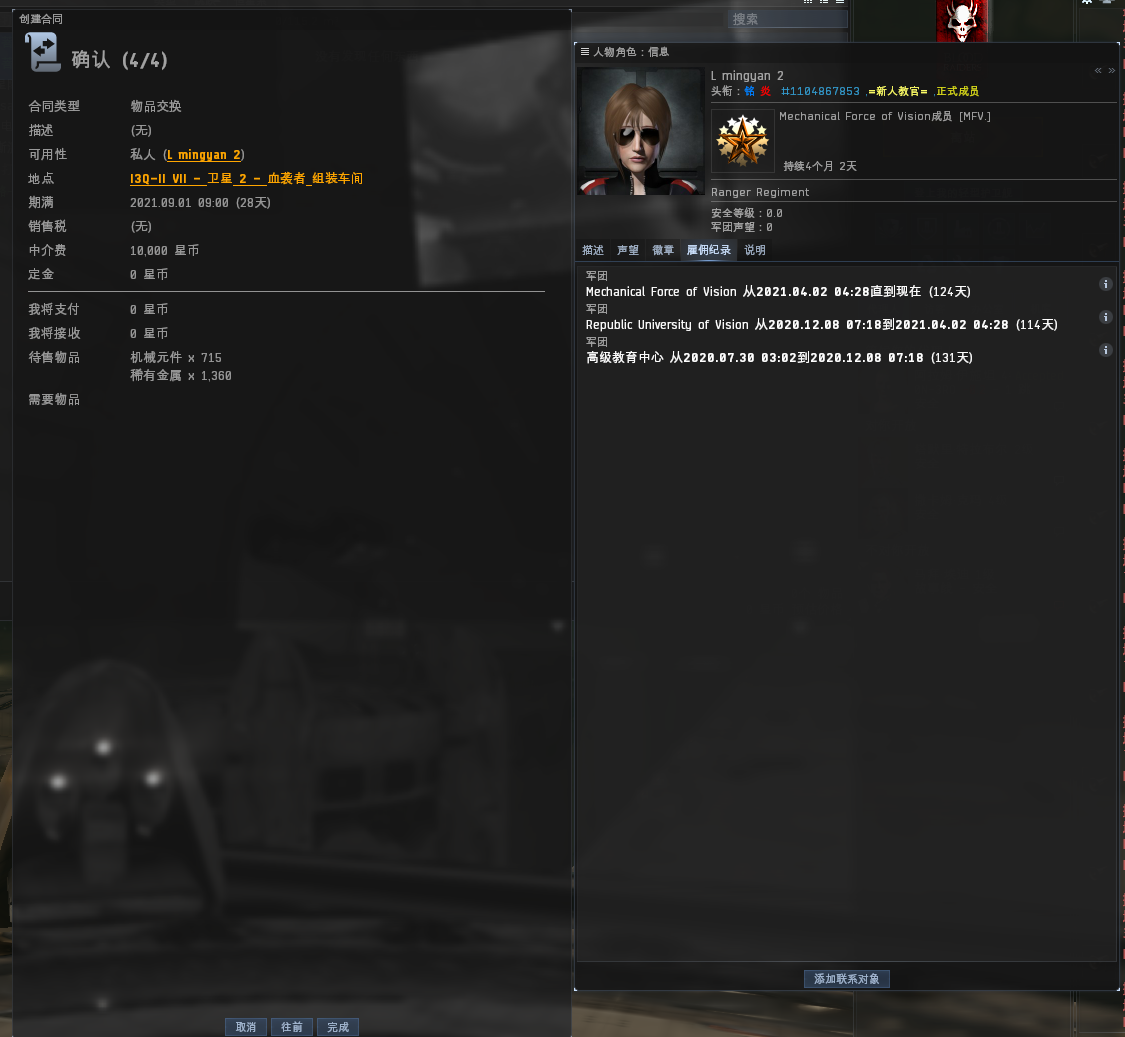 创建合同
确认 (4/4)
合同类型 物品交换
描述 (无)
可用性 私人 (L mingyan 2)
地点 I3Q-II VII - 卫星 2 - 血袭者 组装车间
期满 2021.09.01 09:00 (28天)
销售税 (无)
中介费 10,000 星币
定金 0 星币
我将支付 0 星币
我将接收 0 星币
待售物品 机械元件 x 715
稀有金属 x 1,360
需要物品
取消 往前 完成
搜索
人物角色：信息
L mingyan 2
头衔：铭 炎 #1104867853 ,=新人教官= ,正式成员
Mechanical Force of Vision成员 [MFV.]
持续4个月 2天
Ranger Regiment
安全等级：0.0
军团声望：0
描述 声望 徽章 雇佣纪录 说明
军团
Mechanical Force of Vision 从2021.04.02 04:28直到现在 (124天)
军团
Republic University of Vision 从2020.12.08 07:18到2021.04.02 04:28 (114天)
军团
高级教育中心 从2020.07.30 03:02到2020.12.08 07:18 (131天)
添加联系对象